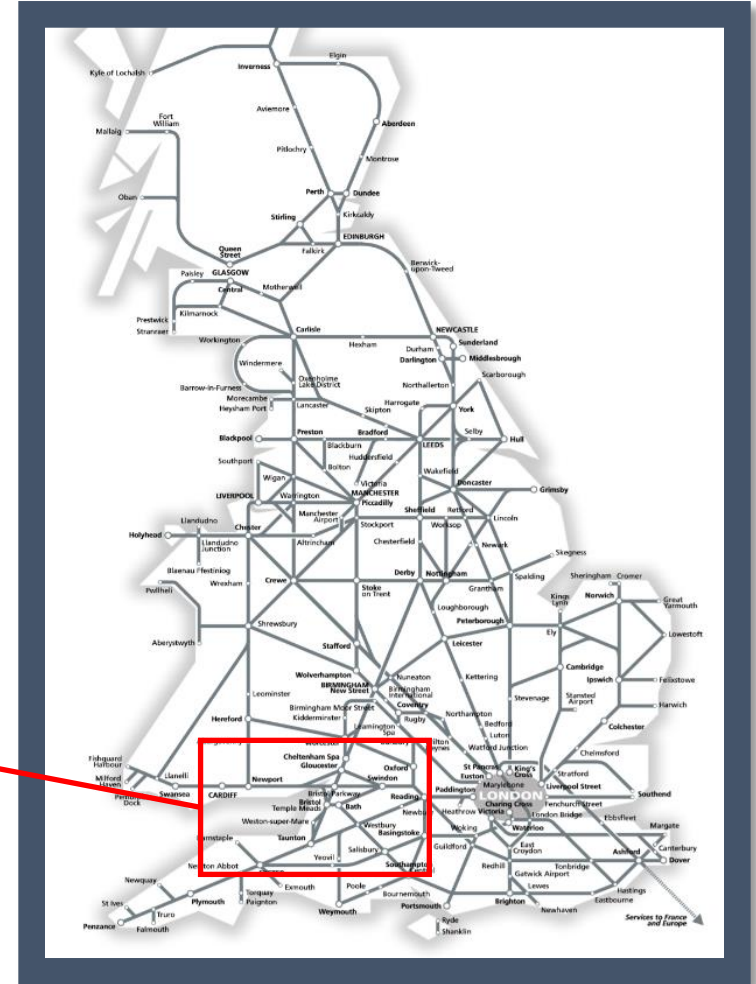 Elgin
Inverness
Kyle of Lochalsh
Aviemore
Fort
William
Mallaig
Aberdeen
Pitlochry
Montrose
Oban
Perth
Dundee
Stirling
Kirkcaldy
EDINBURGH
Queen
Street
Falkirk
Berwick-
upon-Tweed
Paisley
GLASGOW
Central
Motherwell
Prestwick
Kilmarnock
Stranraer
Carlisle
NEWCASTLE
Workington
Hexham
Sunderland
Durham
Darlington
Middlesbrough
Windermere
Scarborough
Oxenholme
Lake District
Northallerton
Barrow-in-Furness
Morecambe
Lancaster
Harrogate
Heysham Port
Skipton
York
Blackpool
Preston
Bradford
LEEDS
Selby
Hull
Blackburn
Huddersfield
Southport
Bolton
Wakefield
Wigan
Victoria
Doncaster
LIVERPOOL
Warrington
MANCHESTER
Piccadilly
Grimsby
Manchester
Airport
Sheffield
Retford
Llandudno
Stockport
Worksop
Lincoln
Holyhead
Chester
Llandudno
Junction
Altrincham
Chesterfield
Newark
Skegness
Blaenau Ffestiniog
Wrexham
Crewe
Stoke
on Trent
Derby
Nottingham
Grantham
Spalding
Sheringham
Cromer
Pwllheli
Kings
Lynn
Norwich
Great
Yarmouth
Loughborough
Peterborough
Shrewsbury
Ely
Lowestoft
Aberystwyth
Stafford
Leicester
Wolverhampton
Cambridge
BIRMINGHAM
New Street
Nuneaton
Kettering
Ipswich
Felixstowe
Birmingham
International
Leominster
Stevenage
Stansted
Airport
Birmingham Moor Street
Coventry
Harwich
Hereford
Kidderminster
Rugby
Northampton
Leamington
Spa
Bedford
Colchester
Luton
Cheltenham Spa
Watford Junction
Chelmsford
Fishguard
Harbour
Gloucester
Oxford
St Pancras
King's
Cross
Milford
Haven
Llanelli
Newport
Swindon
Euston
Stratford
Swansea
CARDIFF
Bristol Parkway
Reading
Paddington
Marylebone
Liverpool Street
LONDON
Southend
Bristol
Temple Meads
Bath
Charing Cross
Fenchurch Street
Heathrow
Victoria
London Bridge
Ebbsfleet
Weston-super-Mare
Westbury
Waterloo
Margate
Basingstoke
Woking
Taunton
East
Croydon
Canterbury
Salisbury
Guildford
Ashford
Newton Abbot
Yeovil
Redhill
Tonbridge
Dover
Southampton
Gatwick Airport
Newquay
Exmouth
Poole
Lewes
Hastings
Torquay
Bournemouth
Eastbourne
St Ives
Plymouth
Paignton
Portsmouth
Brighton
Truro
Weymouth
Newhaven
Penzance
Falmouth
Ryde
Shanklin
Services to France
and Europe